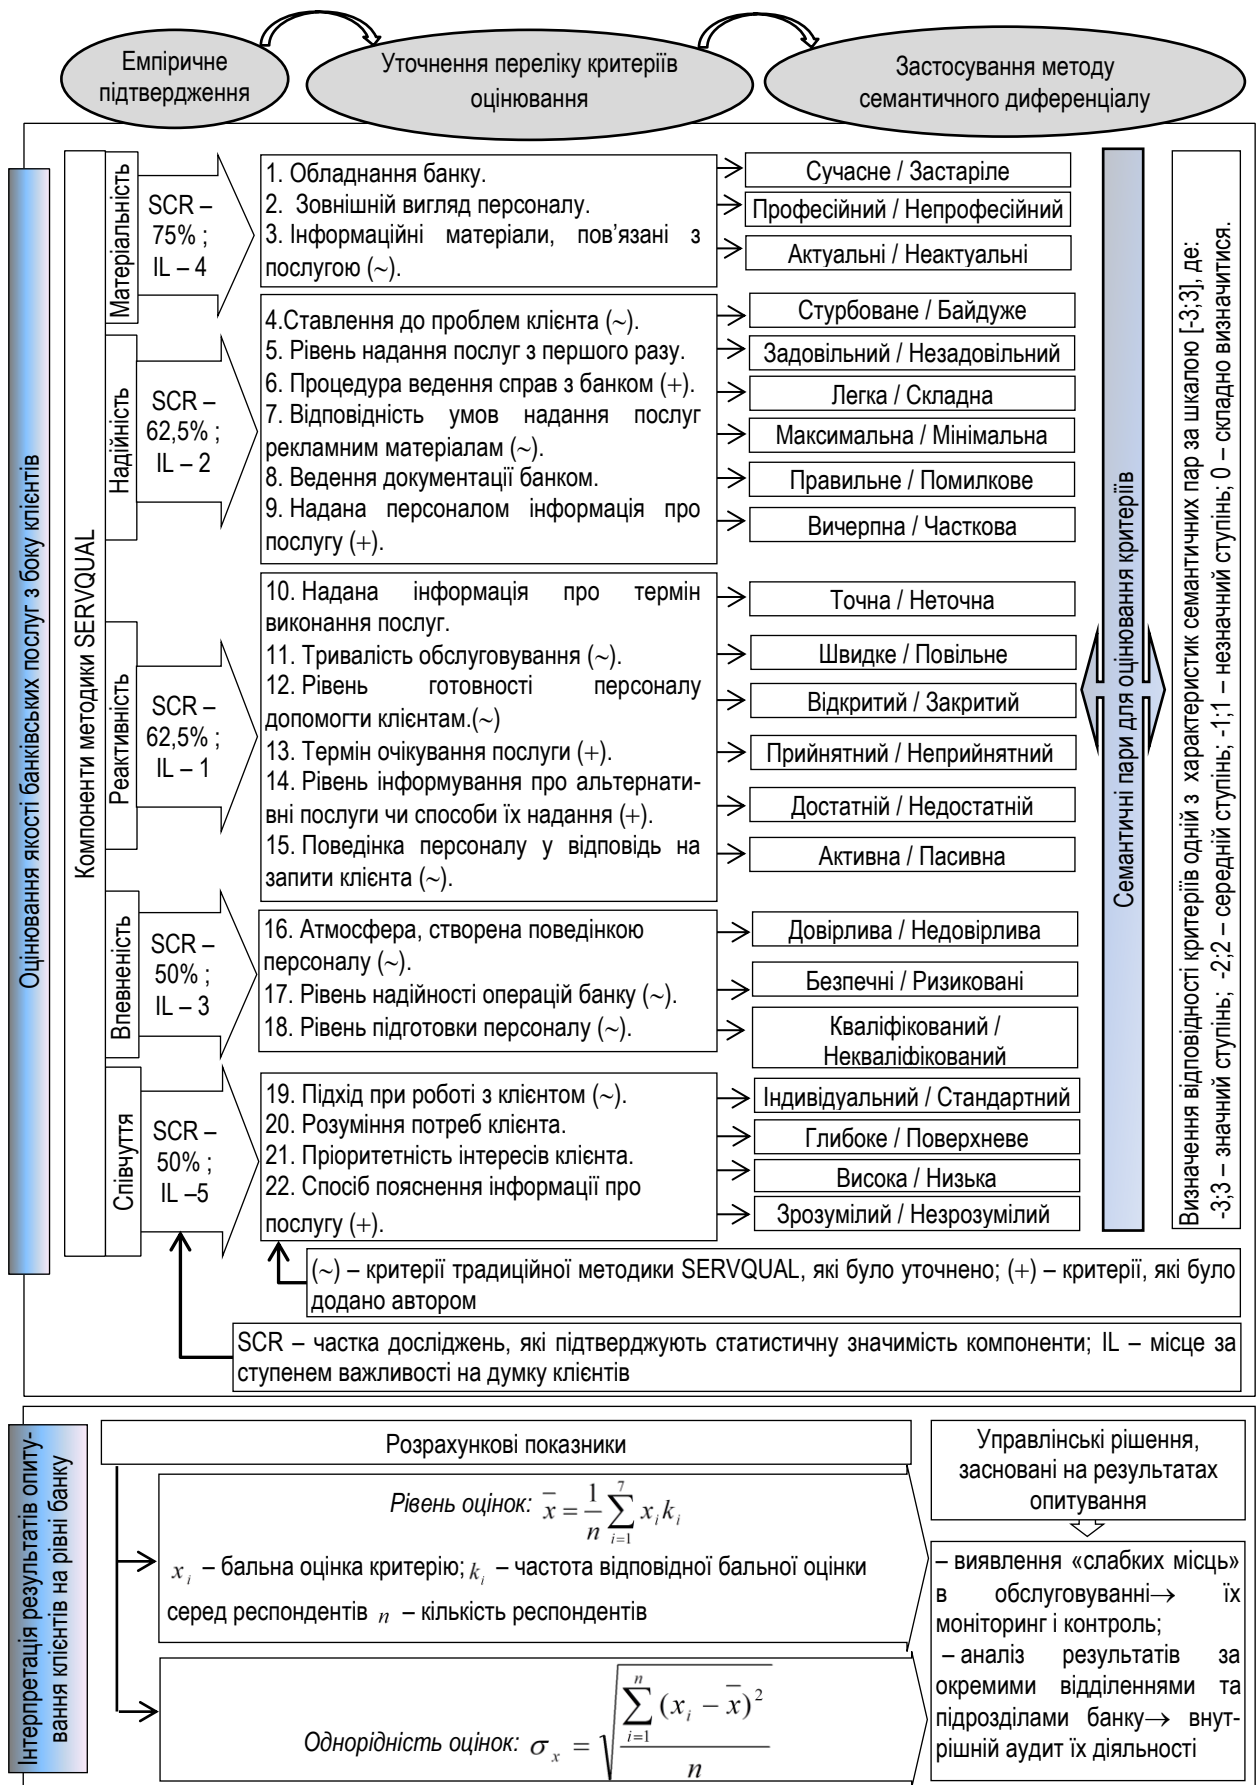 Емпіричне
підтвердження
Уточнення переліку критеріїв
оцінювання
Застосування методу
семантичного диференціалу
Оцінювання якості банківських послуг з боку клієнтів
Компоненти методики SERVQUAL
Матеріальність
SCR –
75% ;
IL – 4
1. Обладнання банку.
2. Зовнішній вигляд персоналу.
3. Інформаційні матеріали, пов'язані з
послугою (~).
Сучасне / Застаріле
Професійний / Непрофесійний
Актуальні / Неактуальні
Надійність
SCR –
62,5% ;
IL – 2
4.Ставлення до проблем клієнта (~).
5. Рівень надання послуг з першого разу.
6. Процедура ведення справ з банком (+).
7. Відповідність умов надання послуг
рекламним матеріалам (~).
8. Ведення документації банком.
9. Надана персоналом інформація про
послугу (+).
Стурбоване / Байдуже
Задовільний / Незадовільний
Легка / Складна
Максимальна / Мінімальна
Правильне / Помилкове
Вичерпна / Часткова
Реактивність
SCR –
62,5% ;
IL – 1
10. Надана інформація про термін
виконання послуг.
11. Тривалість обслуговування (~).
12. Рівень готовності персоналу
допомогти клієнтам.(~)
13. Термін очікування послуги (+).
14. Рівень інформування про альтернати-
вні послуги чи способи їх надання (+).
15. Поведінка персоналу у відповідь на
запити клієнта (~).
Точна / Неточна
Швидке / Повільне
Відкритий / Закритий
Прийнятний / Неприйнятний
Достатній / Недостатній
Активна / Пасивна
Впевненість
SCR –
50% ;
IL – 3
16. Атмосфера, створена поведінкою
персоналу (~).
17. Рівень надійності операцій банку (~).
18. Рівень підготовки персоналу (~).
Довірлива / Недовірлива
Безпечні / Ризиковані
Кваліфікований /
Некваліфікований
Співчуття
SCR –
50% ;
IL –5
19. Підхід при роботі з клієнтом (~).
20. Розуміння потреб клієнта.
21. Пріоритетність інтересів клієнта.
22. Спосіб пояснення інформації про
послугу (+).
Індивідуальний / Стандартний
Глибоке / Поверхневе
Висока / Низька
Зрозумілий / Незрозумілий
Семантичні пари для оцінювання критеріїв
Визначення відповідності критеріїв одній з характеристик семантичних пар за шкалою [-3;3], де:
-3;3 – значний ступінь; -2;2 – середній ступінь; -1;1 – незначний ступінь; 0 – складно визначитися.
(~) – критерії традиційної методики SERVQUAL, які було уточнено; (+) – критерії, які було
додано автором
SCR – частка досліджень, які підтверджують статистичну значимість компоненти; IL – місце за
ступенем важливості на думку клієнтів
Інтерпретація результатів опиту-
вання клієнтів на рівні банку
Розрахункові показники
Рівень оцінок: x̄ = 1/n ∑_{i=1}^{7} x_i k_i
x_i – бальна оцінка критерію; k_i – частота відповідної бальної оцінки
серед респондентів n – кількість респондентів
Однорідність оцінок: σ_x = √(∑_{i=1}^{n} (x_i − x̄)² / n)
Управлінські рішення,
засновані на результатах
опитування
– виявлення «слабких місць»
в обслуговуванні→ їх
моніторинг і контроль;
– аналіз результатів за
окремими відділеннями та
підрозділами банку→ внут-
рішній аудит їх діяльності